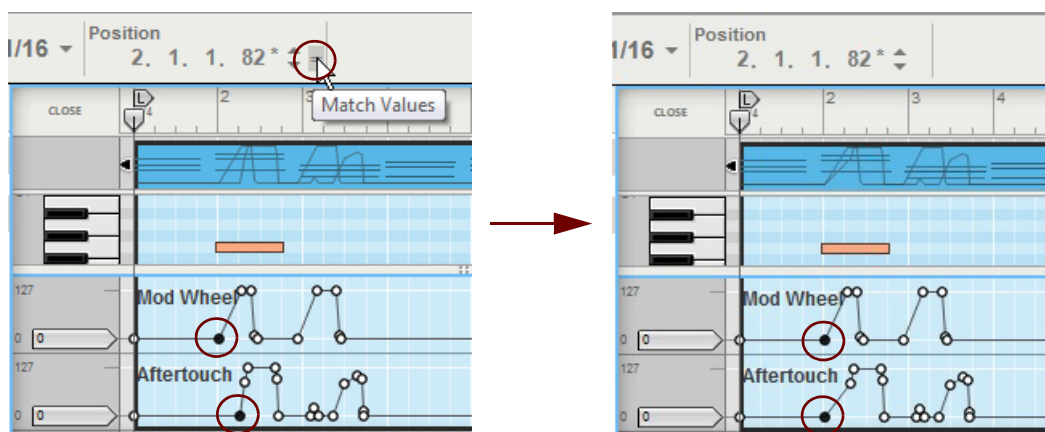 Position
1/16
2. 1. 1. 82 *
=
Match Values
CLOSE
L
4
2
3
127
Mod Wheel
0
0
127
Aftertouch
0
0
Position
1/16
2. 1. 1. 82 *
CLOSE
L
4
2
3
4
127
Mod Wheel
0
0
127
Aftertouch
0
0